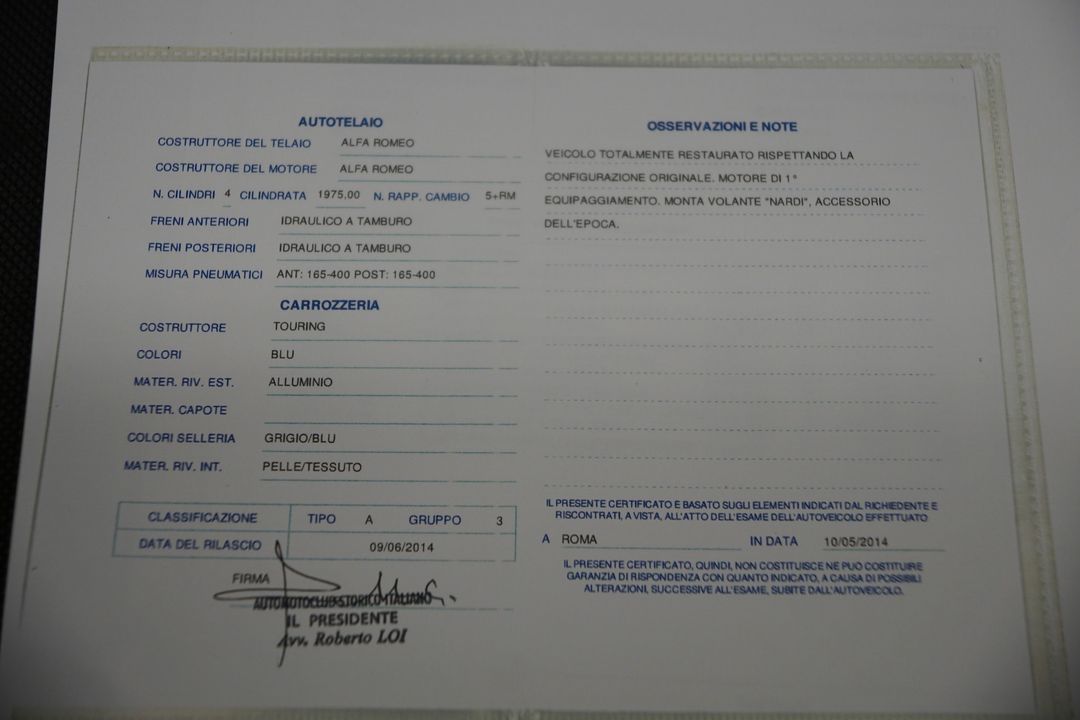 AUTOTELAIO
COSTRUTTORE DEL TELAIO ALFA ROMEO
COSTRUTTORE DEL MOTORE ALFA ROMEO
N. CILINDRI 4 CILINDRATA 1975,00 N. RAPP. CAMBIO 5+RM
FRENI ANTERIORI IDRAULICO A TAMBURO
FRENI POSTERIORI IDRAULICO A TAMBURO
MISURA PNEUMATICI ANT: 165-400 POST: 165-400
CARROZZERIA
COSTRUTTORE TOURING
COLORI BLU
MATER. RIV. EST. ALLUMINIO
MATER. CAPOTE
COLORI SELLERIA GRIGIO/BLU
MATER. RIV. INT. PELLE/TESSUTO
CLASSIFICAZIONE TIPO A GRUPPO 3
DATA DEL RILASCIO 09/06/2014
FIRMA
AUTOMOTOCLUB STORICO ITALIANO
IL PRESIDENTE
Avv. Roberto LOI
OSSERVAZIONI E NOTE
VEICOLO TOTALMENTE RESTAURATO RISPETTANDO LA
CONFIGURAZIONE ORIGINALE. MOTORE DI 1°
EQUIPAGGIAMENTO. MONTA VOLANTE "NARDI", ACCESSORIO
DELL'EPOCA.
IL PRESENTE CERTIFICATO E BASATO SUGLI ELEMENTI INDICATI DAL RICHIEDENTE E
RISCONTRATI, A VISTA, ALL'ATTO DELL'ESAME DELL'AUTOVEICOLO EFFETTUATO
A ROMA IN DATA 10/05/2014
IL PRESENTE CERTIFICATO, QUINDI, NON COSTITUISCE NE PUO COSTITUIRE
GARANZIA DI RISPONDENZA CON QUANTO INDICATO, A CAUSA DI POSSIBILI
ALTERAZIONI, SUCCESSIVE ALL'ESAME, SUBITE DALL'AUTOVEICOLO.